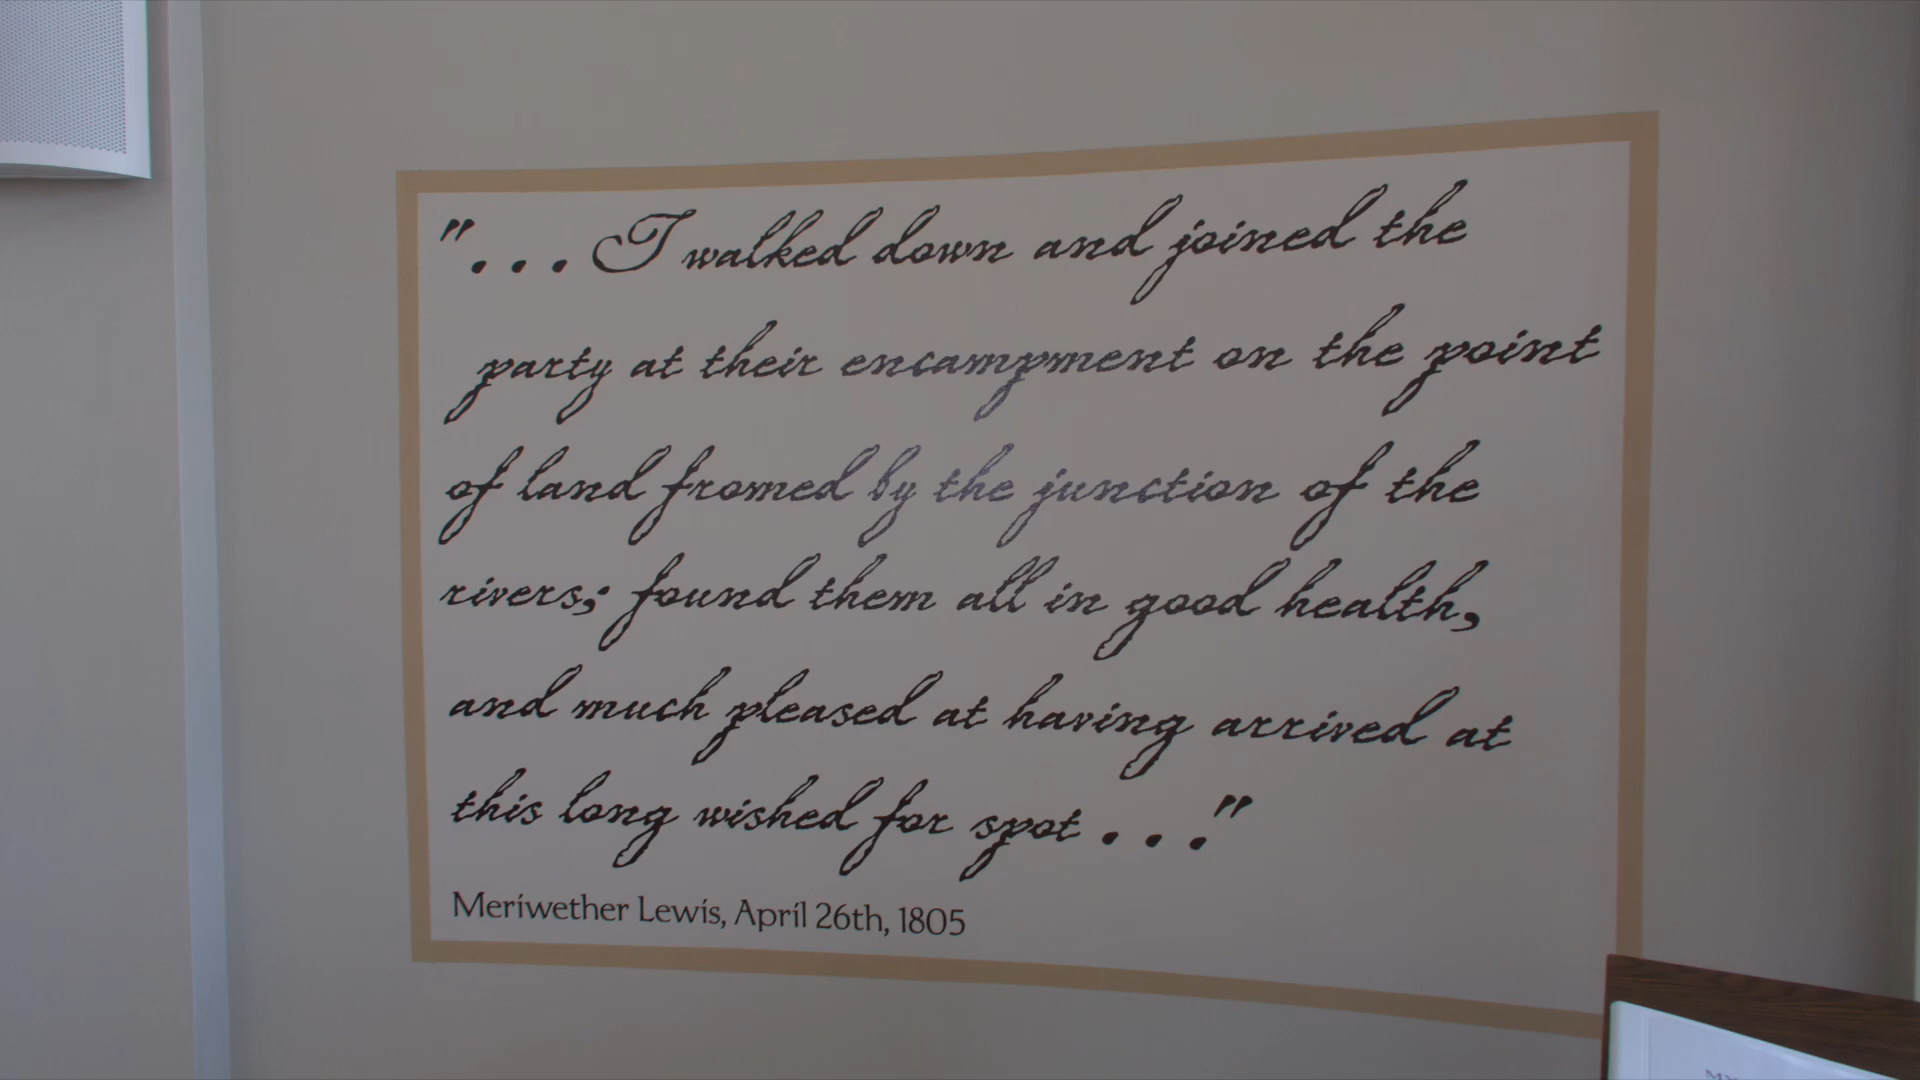 "... I walked down and joined the
party at their encampment on the point
of land fromed by the junction of the
rivers; found them all in good health,
and much pleased at having arrived at
this long wished for spot . . ."
Meriwether Lewis, April 26th, 1805